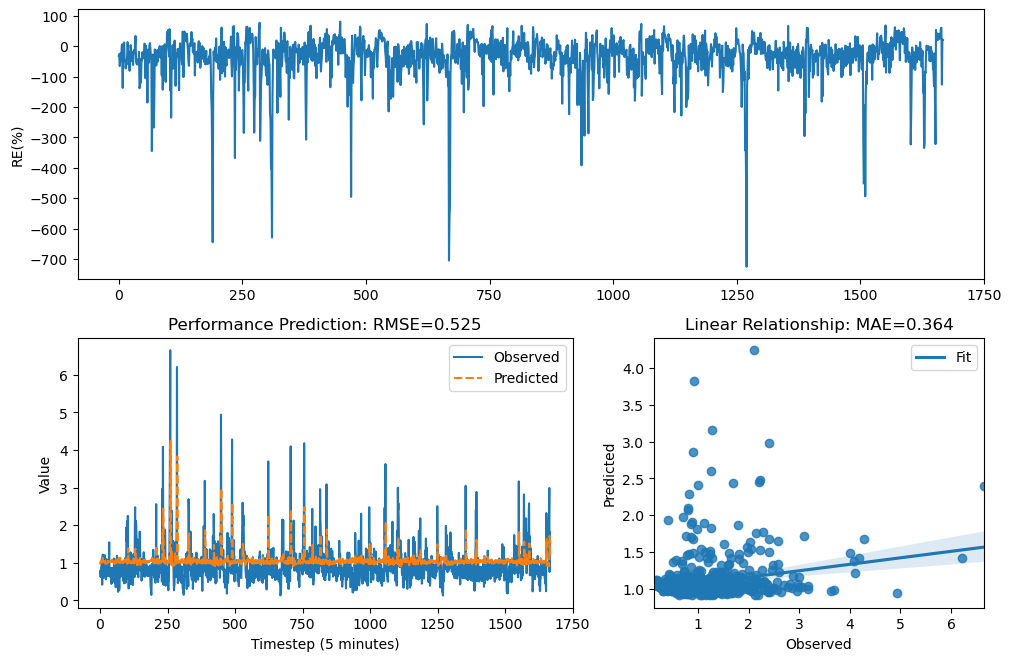 100
0
−100
−200
−300
−400
−500
−600
−700
RE(%)
0 250 500 750 1000 1250 1500 1750
Performance Prediction: RMSE=0.525
Observed
Predicted
6
5
4
3
2
1
0
Value
0 250 500 750 1000 1250 1500 1750
Timestep (5 minutes)
Linear Relationship: MAE=0.364
Fit
4.0
3.5
3.0
2.5
2.0
1.5
1.0
Predicted
1 2 3 4 5 6
Observed